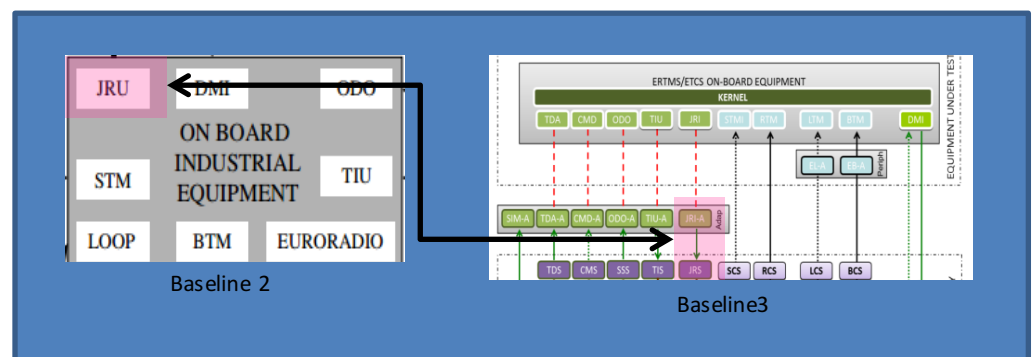 JRU DMI ODO
ON BOARD
INDUSTRIAL
EQUIPMENT
STM TIU
LOOP BTM EURORADIO
Baseline 2
ERTMS/ETCS ON-BOARD EQUIPMENT
KERNEL
TDA CMD ODO TIU JRI STMI RTM LTM BTM DMI
EL-A EB-A
Periph
EQUIPMENT UNDER TEST
SIM-A TDA-A CMD-A ODO-A TIU-A JRI-A
Adap
TDS CMS SSS TIS JRS SCS RCS LCS BCS
Baseline3